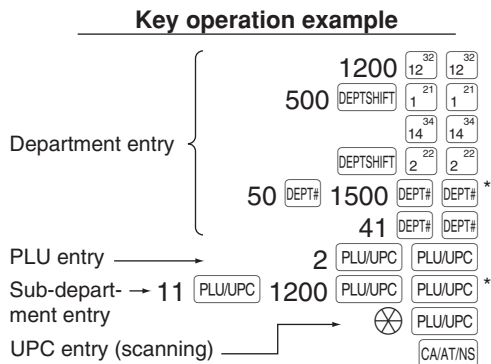 Key operation example
1200 12 32 12 32
500 DEPTSHIFT 1 21 1 21
14 34 14 34
Department entry
DEPTSHIFT 2 22 2 22
50 DEPT# 1500 DEPT# DEPT# *
41 DEPT# DEPT#
PLU entry 2 PLU/UPC PLU/UPC
Sub-depart- 11 PLU/UPC 1200 PLU/UPC PLU/UPC *
ment entry
PLU/UPC
UPC entry (scanning)
CA/AT/NS